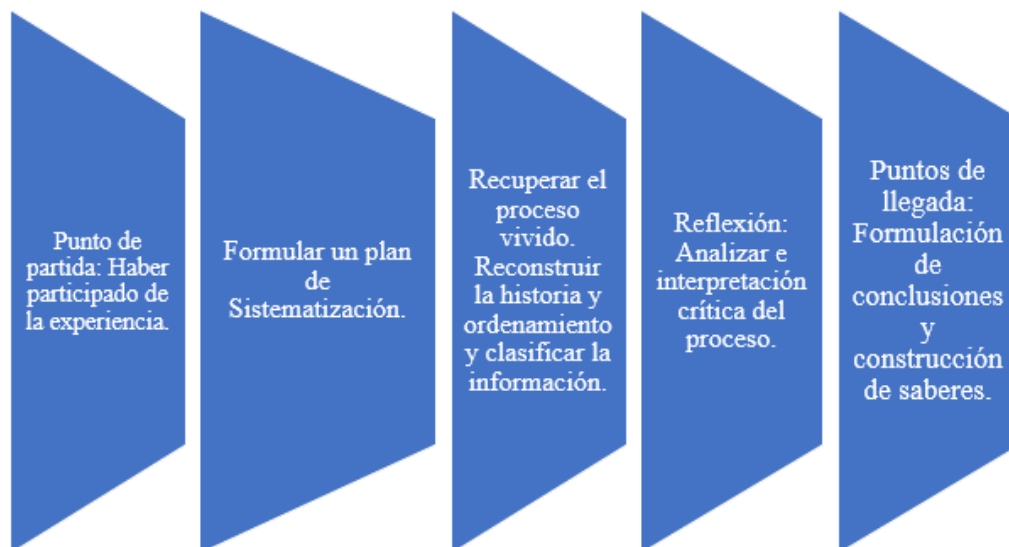 Punto de
partida: Haber
participado de
la experiencia.
Formular un plan
de
Sistematización.
Recuperar el
proceso
vivido.
Reconstruir
la historia y
ordenamiento
y clasificar la
información.
Reflexión:
Analizar e
interpretación
crítica del
proceso.
Puntos de
llegada:
Formulación
de
conclusiones
y
construcción
de saberes.